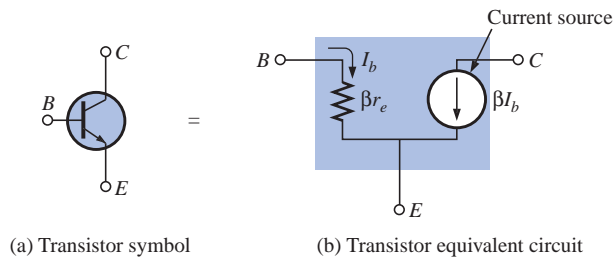 Current source
C
B
E
=
B
I_b
βr_e
βI_b
C
E
(a) Transistor symbol
(b) Transistor equivalent circuit